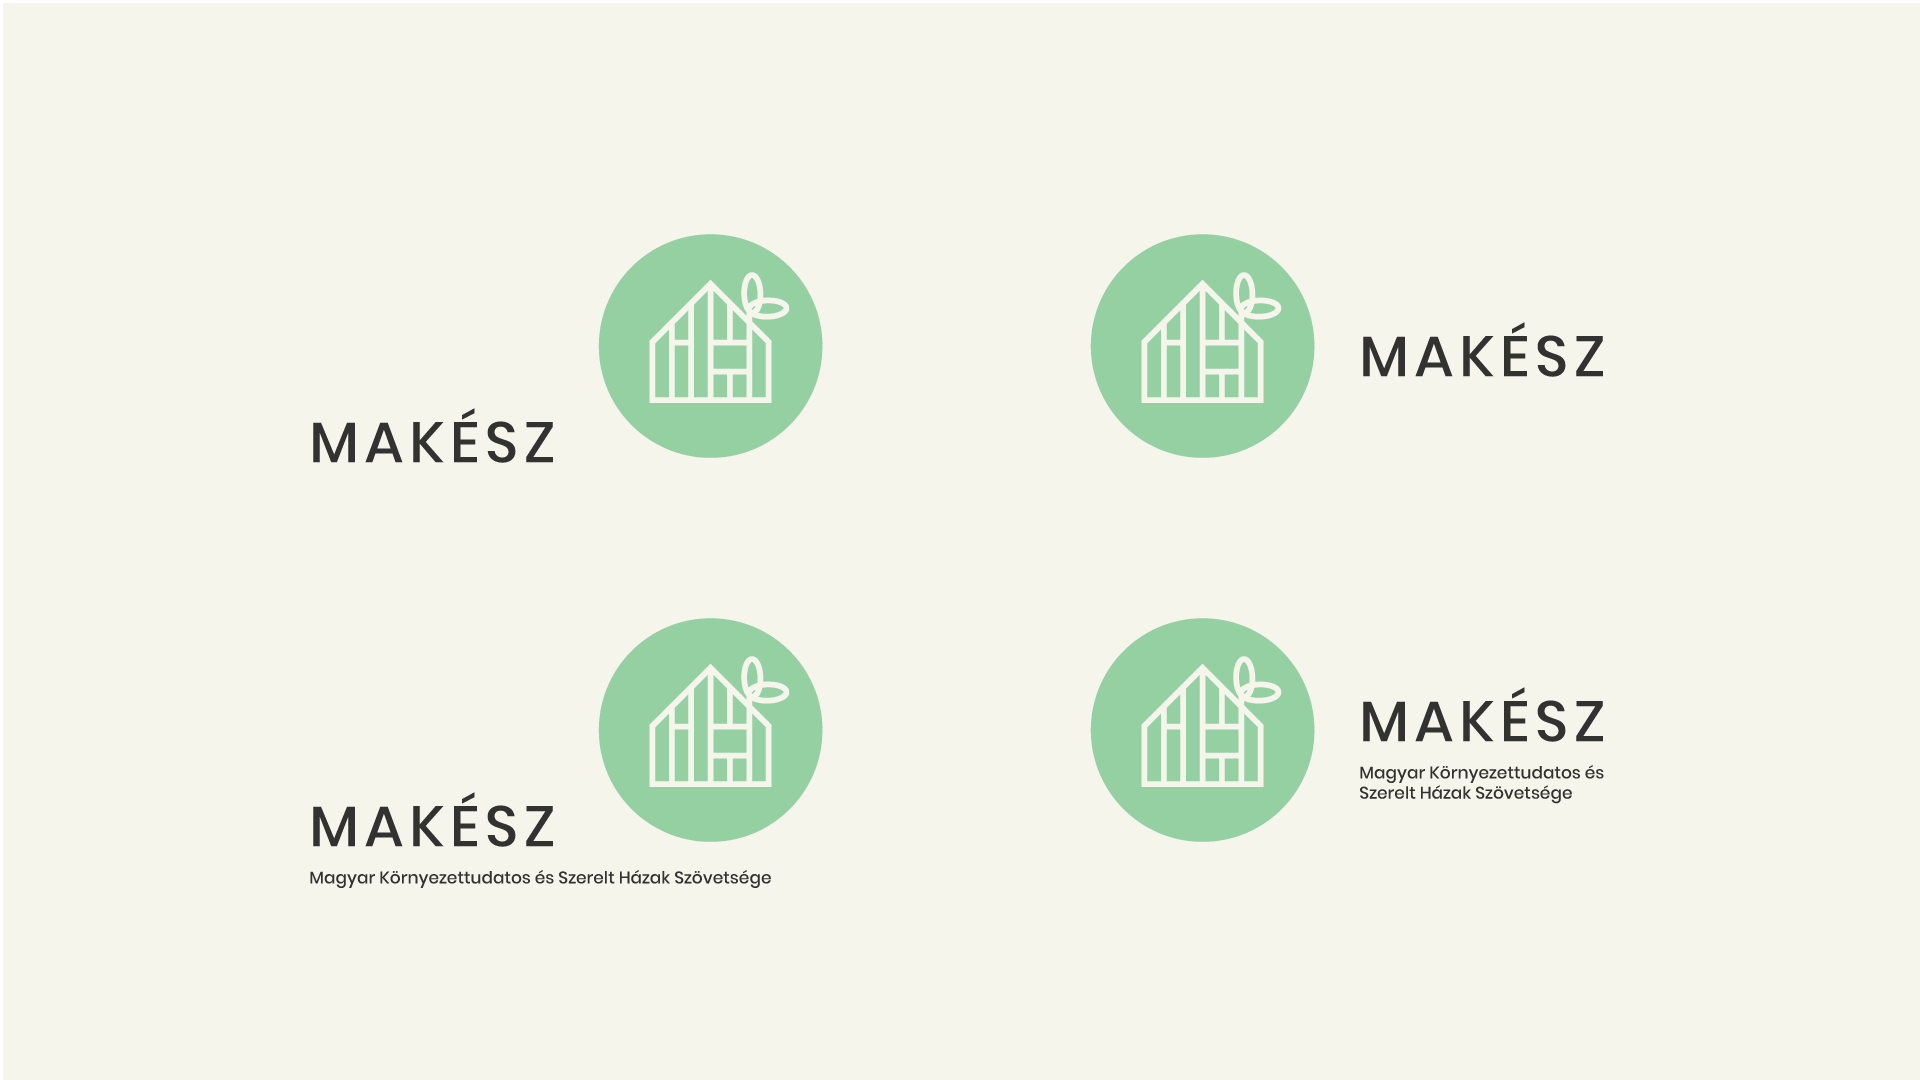 MAKÉSZ
MAKÉSZ
MAKÉSZ
Magyar Környezettudatos és Szerelt Házak Szövetsége
MAKÉSZ
Magyar Környezettudatos és
Szerelt Házak Szövetsége